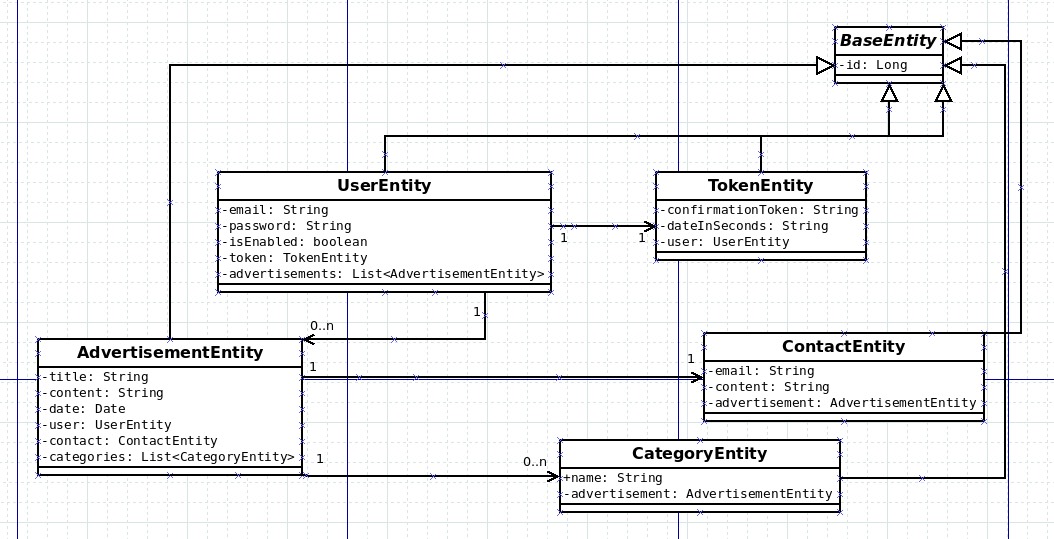 BaseEntity
-id: Long
UserEntity
-email: String
-password: String
-isEnabled: boolean
-token: TokenEntity
-advertisements: List<AdvertisementEntity>
1
1
TokenEntity
-confirmationToken: String
-dateInSeconds: String
-user: UserEntity
1
0..n
AdvertisementEntity
-title: String
-content: String
-date: Date
-user: UserEntity
-contact: ContactEntity
-categories: List<CategoryEntity>
1
1
ContactEntity
-email: String
-content: String
-advertisement: AdvertisementEntity
1
0..n
CategoryEntity
+name: String
-advertisement: AdvertisementEntity